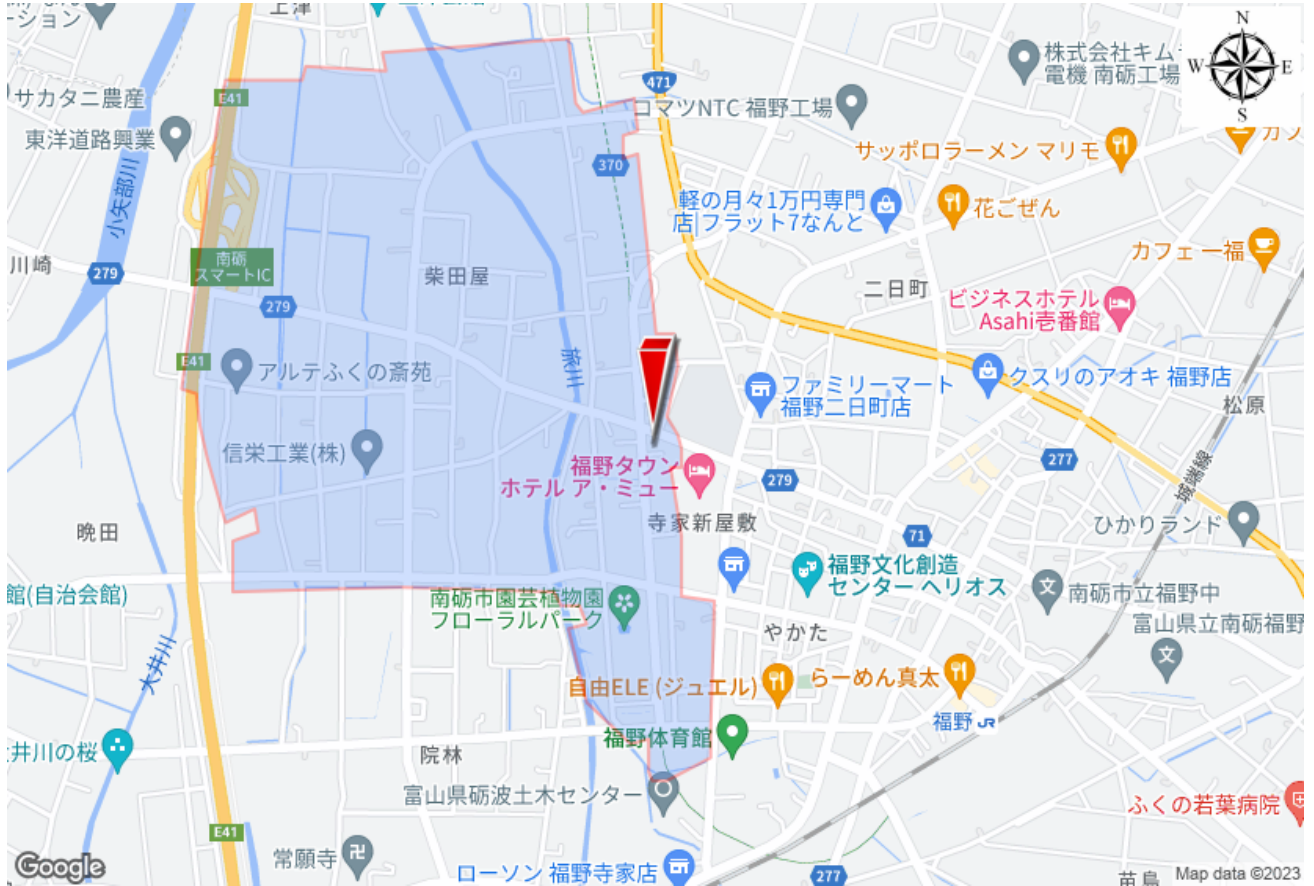 ーション
上津
サカタニ農産
東洋道路興業
E41
471
株式会社キム
電機 南砺工場
N
W
E
S
コマツNTC 福野工場
サッポロラーメン マリモ
370
小矢部川
軽の月々1万円専門
店|フラット7なんと
花ごぜん
カフェ 一福
川崎
279
南砺
スマートIC
柴田屋
279
二日町
ビジネスホテル
Asahi壱番館
E41
アルテふくの斎苑
旅川
ファミリーマート
福野二日町店
クスリのアオキ 福野店
松原
信栄工業(株)
福野タウン
ホテル ア・ミュー
279
277
城端線
寺家新屋敷
晩田
71
ひかりランド
館(自治会館)
南砺市園芸植物園
フローラルパーク
福野文化創造
センター ヘリオス
南砺市立福野中
やかた
富山県立南砺福野
大井川
自由ELE (ジュエル)
らーめん真太
福野 JR
井川の桜
院林
福野体育館
富山県砺波土木センター
ふくの若葉病院
E41
常願寺
ローソン 福野寺家店
277
苗島
Google
Map data ©2023